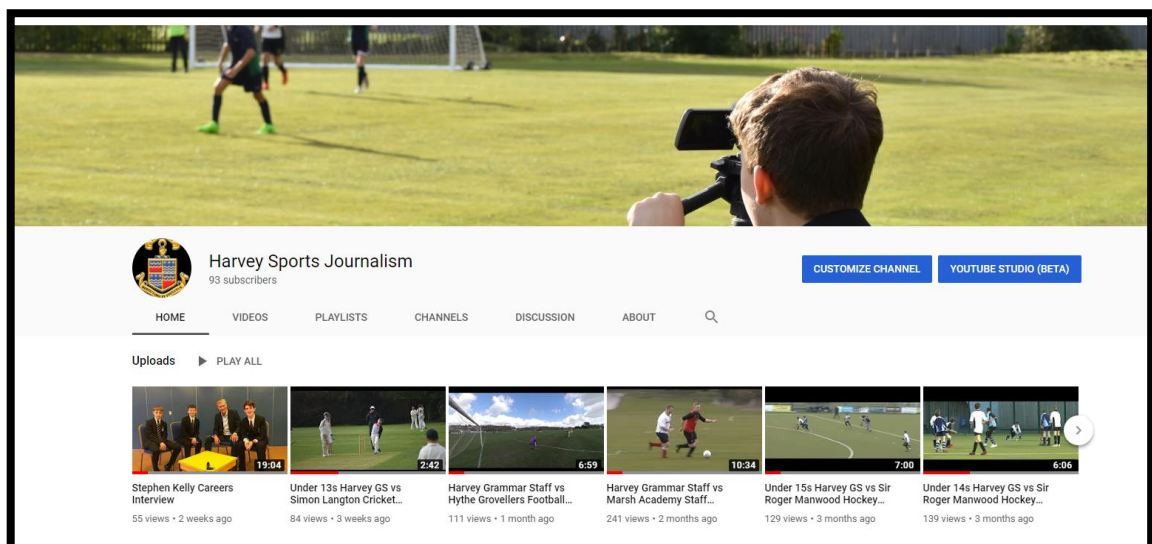 Harvey Sports Journalism
93 subscribers
CUSTOMIZE CHANNEL
YOUTUBE STUDIO (BETA)
HOME
VIDEOS
PLAYLISTS
CHANNELS
DISCUSSION
ABOUT
Uploads
PLAY ALL
19:04
2:42
6:59
10:34
7:00
6:06
Stephen Kelly Careers
Interview
55 views • 2 weeks ago
Under 13s Harvey GS vs
Simon Langton Cricket...
84 views • 3 weeks ago
Harvey Grammar Staff vs
Hythe Grovellers Football...
111 views • 1 month ago
Harvey Grammar Staff vs
Marsh Academy Staff...
241 views • 2 months ago
Under 15s Harvey GS vs Sir
Roger Manwood Hockey...
129 views • 3 months ago
Under 14s Harvey GS vs Sir
Roger Manwood Hockey...
139 views • 3 months ago